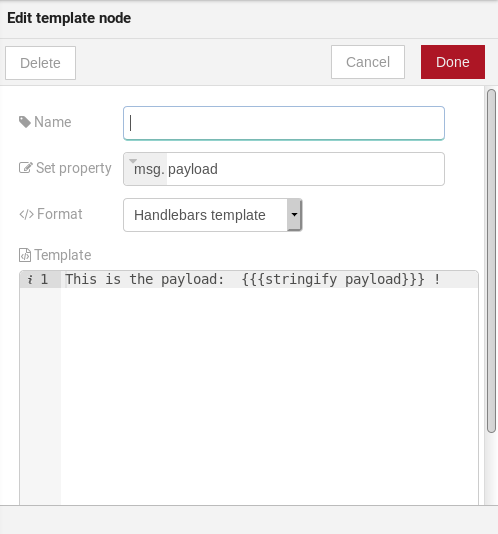 Edit template node
Delete
Cancel
Done
Name
Set property
msg. payload
</> Format
Handlebars template
Template
i 1 This is the payload:  {{{stringify payload}}} !